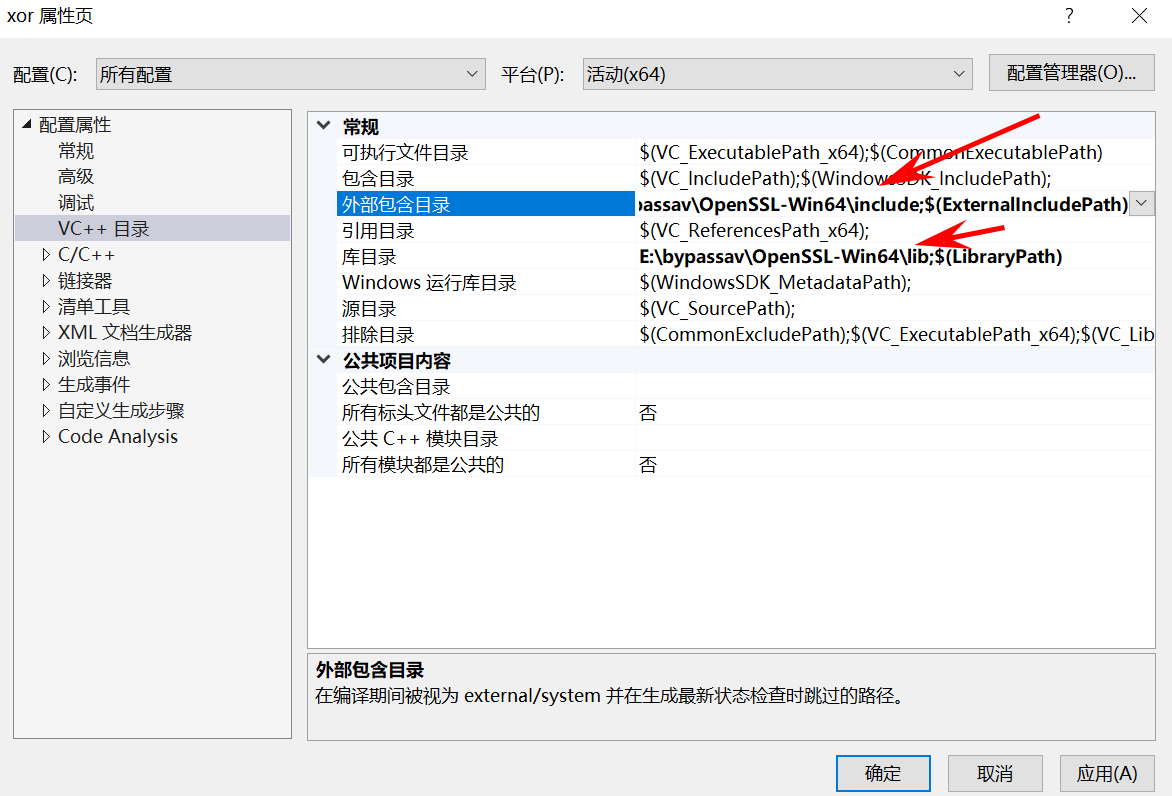 xor 属性页
配置(C): 所有配置 平台(P): 活动(x64) 配置管理器(O)...
配置属性
常规
高级
调试
VC++ 目录
C/C++
链接器
清单工具
XML 文档生成器
浏览信息
生成事件
自定义生成步骤
Code Analysis
常规
可执行文件目录 $(VC_ExecutablePath_x64);$(CommonExecutablePath)
包含目录 $(VC_IncludePath);$(WindowsSDK_IncludePath);
外部包含目录 passav\OpenSSL-Win64\include;$(ExternalIncludePath)
引用目录 $(VC_ReferencesPath_x64);
库目录 E:\bypassav\OpenSSL-Win64\lib;$(LibraryPath)
Windows 运行库目录 $(WindowsSDK_MetadataPath);
源目录 $(VC_SourcePath);
排除目录 $(CommonExcludePath);$(VC_ExecutablePath_x64);$(VC_Lib
公共项目内容
公共包含目录
所有标头文件都是公共的 否
公共 C++ 模块目录
所有模块都是公共的 否
外部包含目录
在编译期间被视为 external/system 并在生成最新状态检查时跳过的路径。
确定 取消 应用(A)